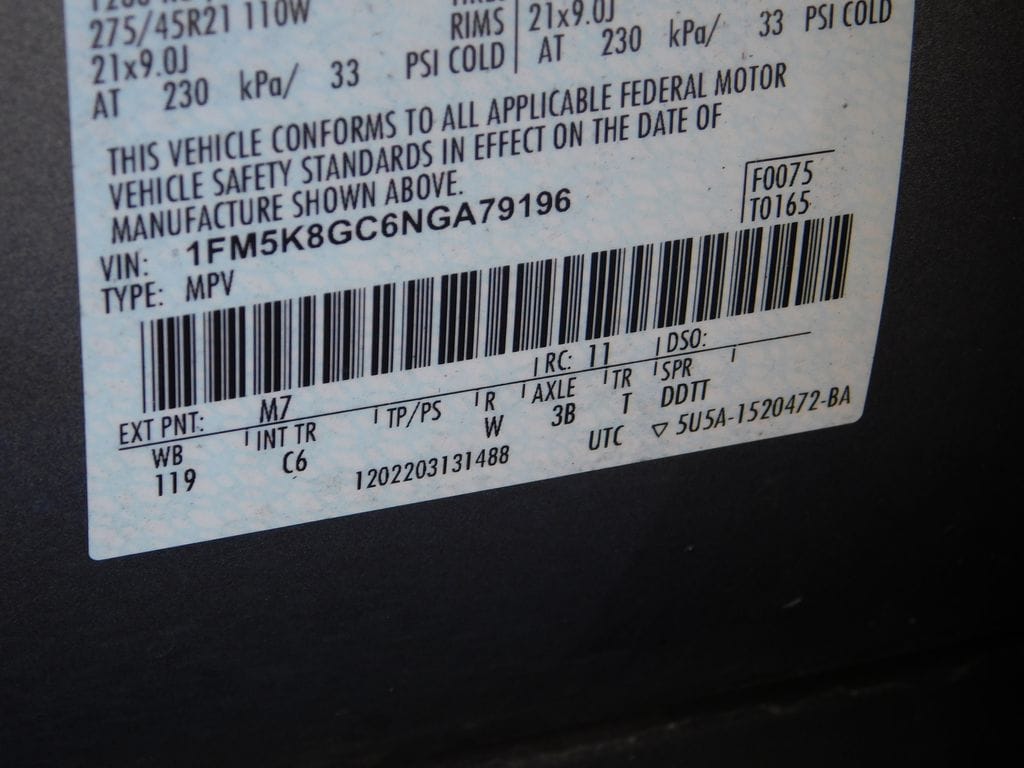 275/45R21 110W
RIMS
21x9.0J
21x9.0J
AT 230 kPa/ 33 PSI COLD
AT 230 kPa/ 33 PSI COLD
THIS VEHICLE CONFORMS TO ALL APPLICABLE FEDERAL MOTOR
VEHICLE SAFETY STANDARDS IN EFFECT ON THE DATE OF
MANUFACTURE SHOWN ABOVE.
F0075
T0165
VIN: 1FM5K8GC6NGA79196
TYPE: MPV
EXT PNT: M7 RC: 11 DSO:
WB INT TR TP/PS R AXLE TR SPR
119 C6 W 3B T DDTT
1202203131488 UTC ▽ 5U5A-1520472-BA